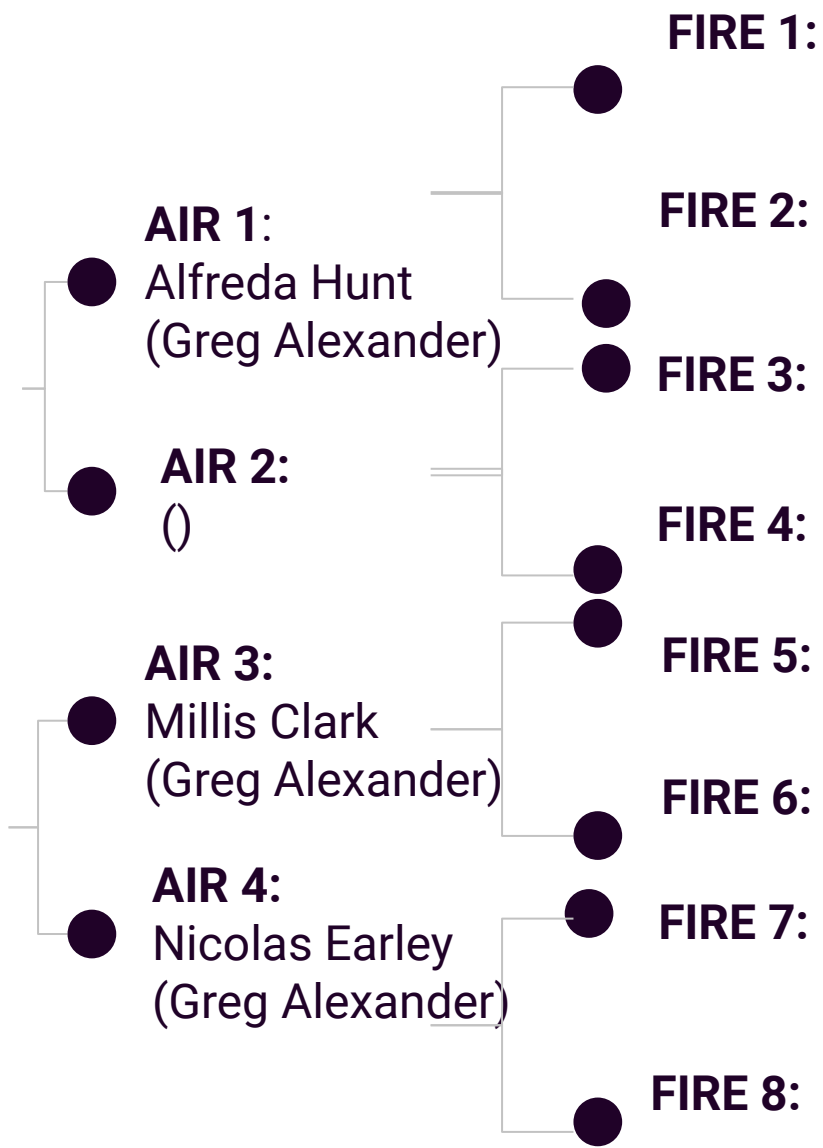 FIRE 1:
FIRE 2:
AIR 1:
Alfreda Hunt
(Greg Alexander)
FIRE 3:
AIR 2:
()
FIRE 4:
AIR 3:
Millis Clark
(Greg Alexander)
FIRE 5:
FIRE 6:
AIR 4:
Nicolas Earley
(Greg Alexander)
FIRE 7:
FIRE 8: